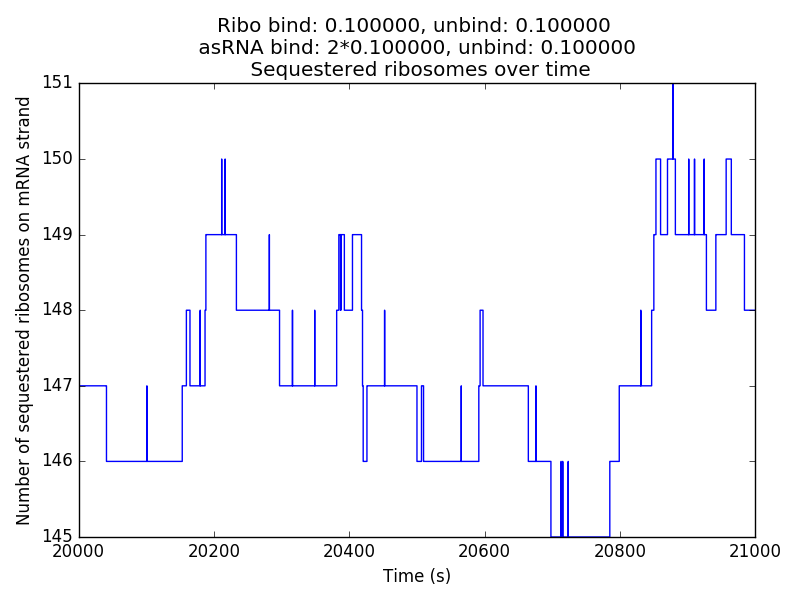 Ribo bind: 0.100000, unbind: 0.100000
asRNA bind: 2*0.100000, unbind: 0.100000
Sequestered ribosomes over time
Number of sequestered ribosomes on mRNA strand
151
150
149
148
147
146
145
20000 20200 20400 20600 20800 21000
Time (s)